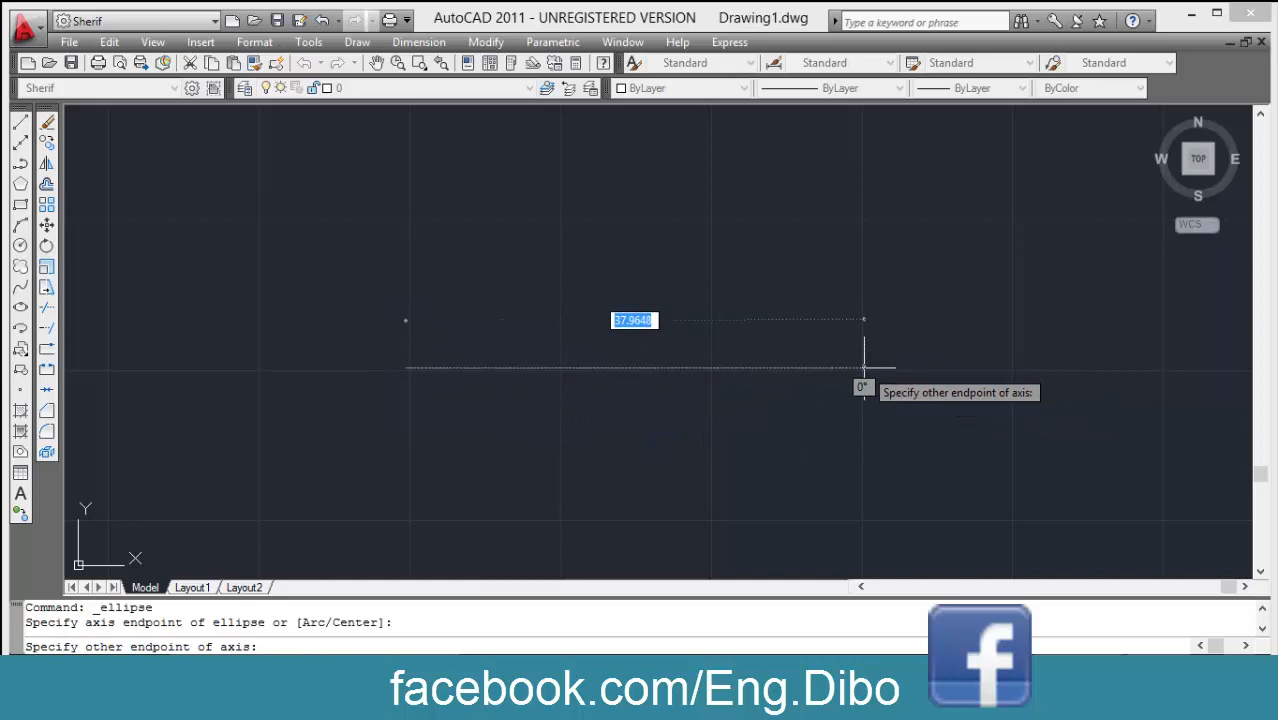 Sherif
AutoCAD 2011 - UNREGISTERED VERSION Drawing1.dwg
Type a keyword or phrase
File Edit View Insert Format Tools Draw Dimension Modify Parametric Window Help Express
Standard Standard Standard Standard
Sherif 0 ByLayer ByLayer ByLayer ByColor
N
W TOP E
S
WCS
37.9648
0°
Specify other endpoint of axis:
Y
X
A
Model Layout1 Layout2
Command: _ellipse
Specify axis endpoint of ellipse or [Arc/Center]:
Specify other endpoint of axis:
f
facebook.com/Eng.Dibo